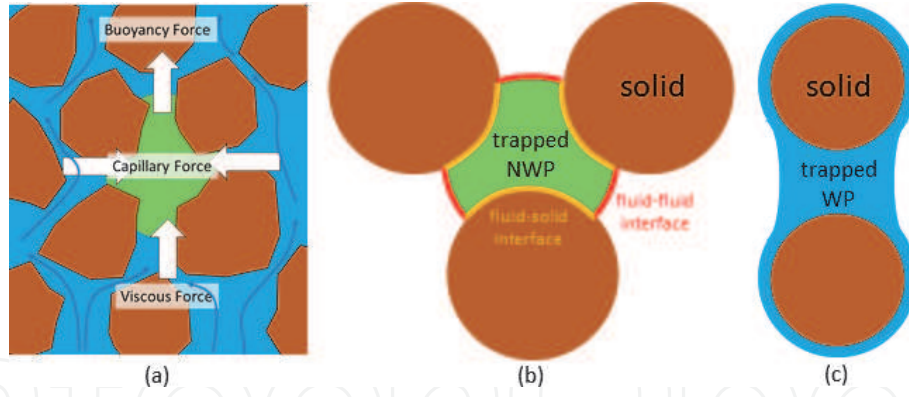 Buoyancy Force
Capillary Force
Viscous Force
(a)
solid
trapped
NWP
fluid-solid
interface
fluid-fluid
interface
(b)
solid
trapped
WP
(c)